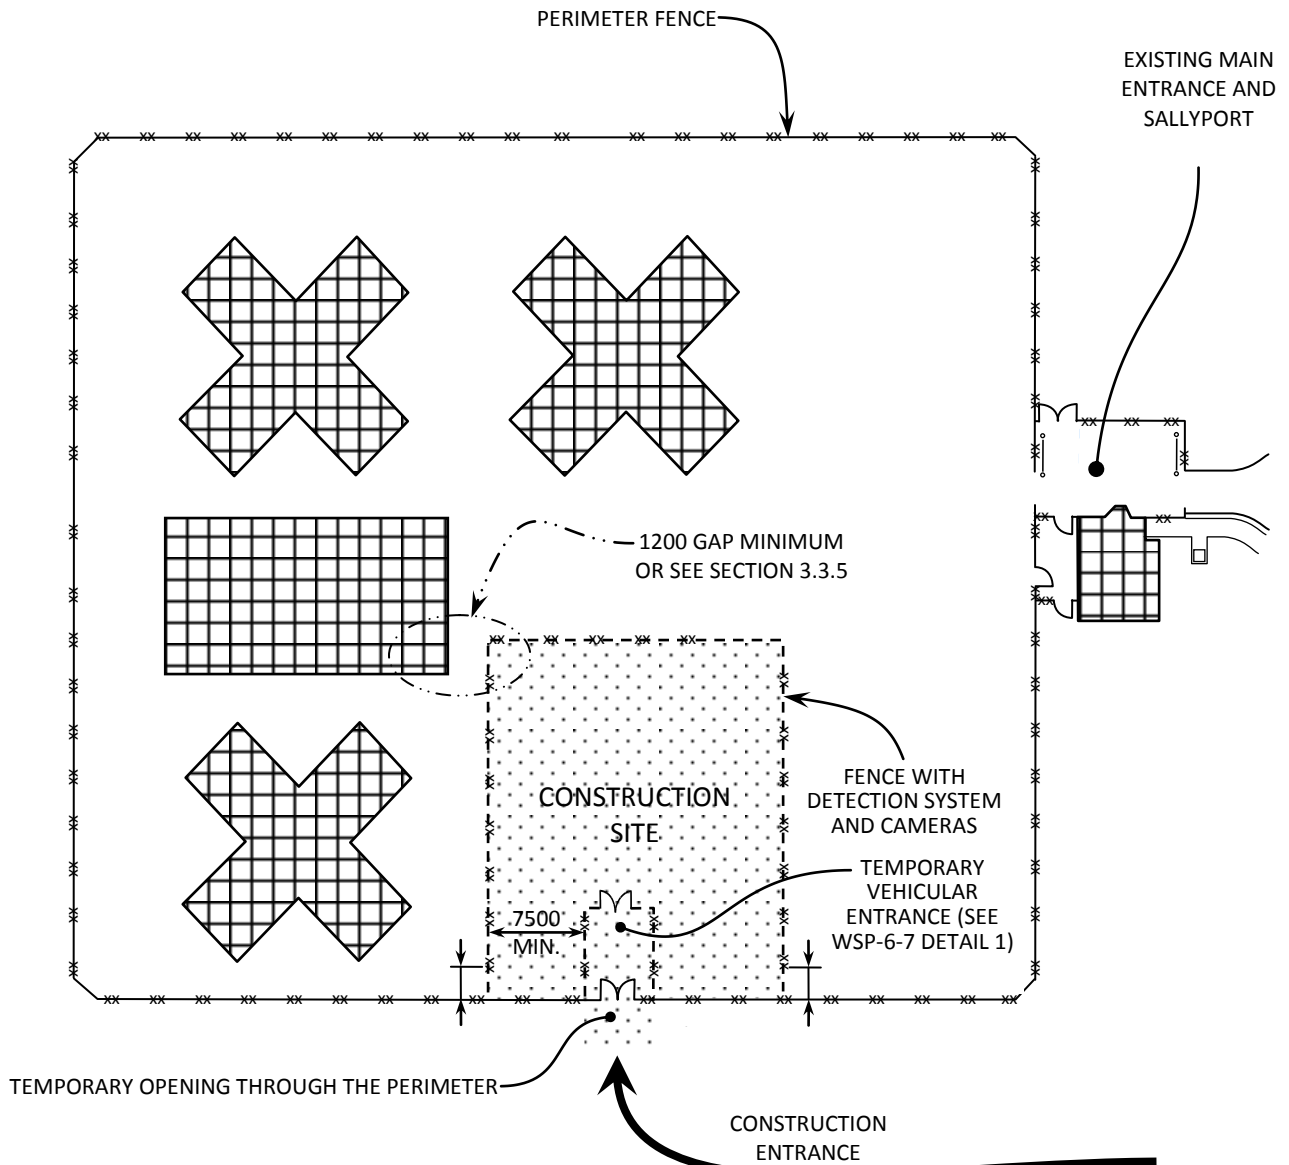 PERIMETER FENCE
EXISTING MAIN
ENTRANCE AND
SALLYPORT
1200 GAP MINIMUM
OR SEE SECTION 3.3.5
FENCE WITH
DETECTION SYSTEM
AND CAMERAS
CONSTRUCTION
SITE
TEMPORARY
VEHICULAR
ENTRANCE (SEE
WSP-6-7 DETAIL 1)
7500
MIN.
TEMPORARY OPENING THROUGH THE PERIMETER
CONSTRUCTION
ENTRANCE